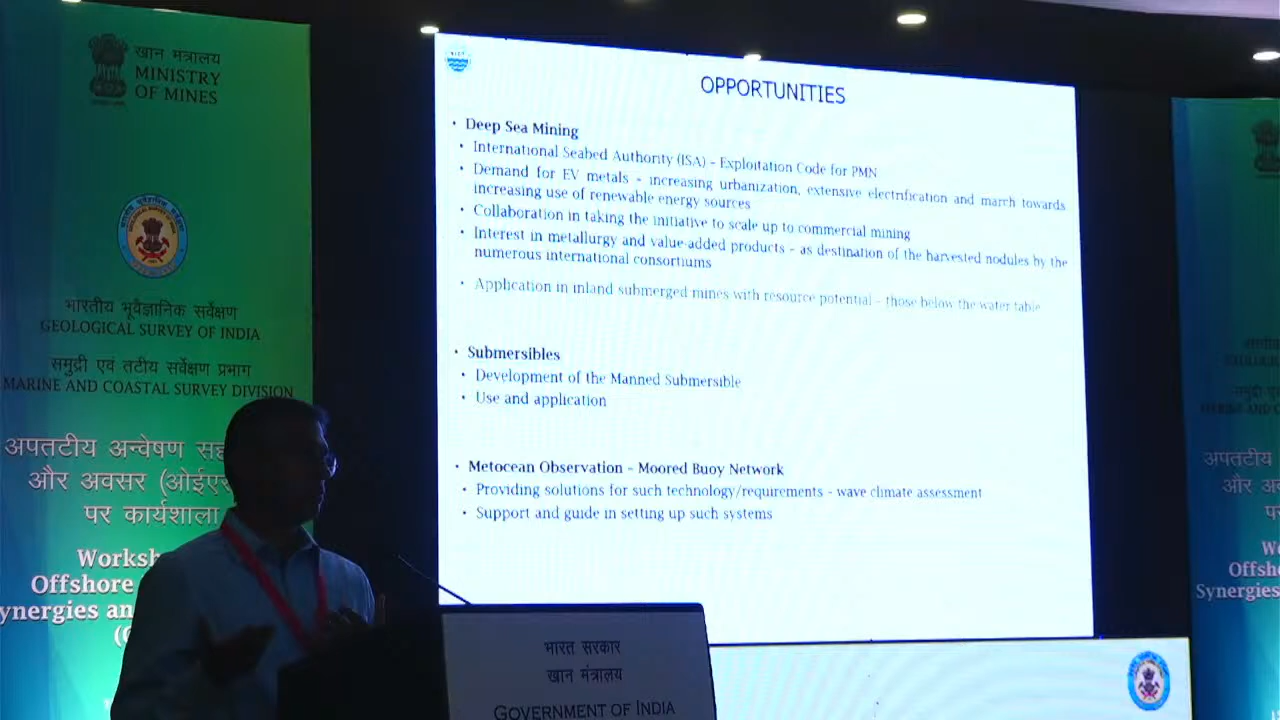 खान मंत्रालय
MINISTRY
OF MINES
भारतीय भूवैज्ञानिक सर्वेक्षण
GEOLOGICAL SURVEY OF INDIA
समुद्री एवं तटीय सर्वेक्षण प्रभाग
MARINE AND COASTAL SURVEY DIVISION
अपतटीय अन्वेषण
और अवसर
पर कार्यशाला
Offshore
OPPORTUNITIES
• Deep Sea Mining
• International Seabed Authority (ISA) – Exploitation Code for PMN
• Demand for EV metals – increasing urbanization, extensive electrification and march towards
increasing use of renewable energy sources
• Collaboration in taking the initiative to scale up to commercial mining
• Interest in metallurgy and value-added products – as destination of the harvested nodules by the
numerous international consortiums
• Application in inland submerged mines with resource potential – those below the water table
• Submersibles
• Development of the Manned Submersible
• Use and application
• Metocean Observation – Moored Buoy Network
• Providing solutions for such technology/requirements – wave climate assessment
• Support and guide in setting up such systems
भारत सरकार
खान मंत्रालय
GOVERNMENT OF INDIA
अपतटीय
Synergies